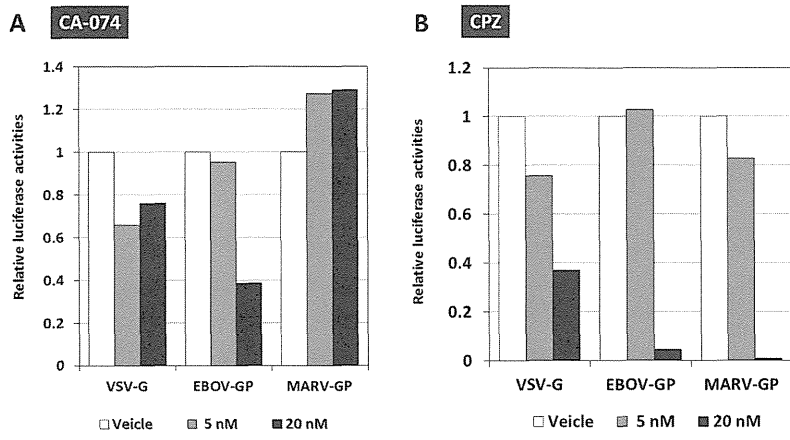 A CA-074
Relative luciferase activities
1.4
1.2
1
0.8
0.6
0.4
0.2
0
VSV-G EBOV-GP MARV-GP
Veicle 5 nM 20 nM
B CPZ
Relative luciferase activities
1.2
1
0.8
0.6
0.4
0.2
0
VSV-G EBOV-GP MARV-GP
Veicle 5 nM 20 nM